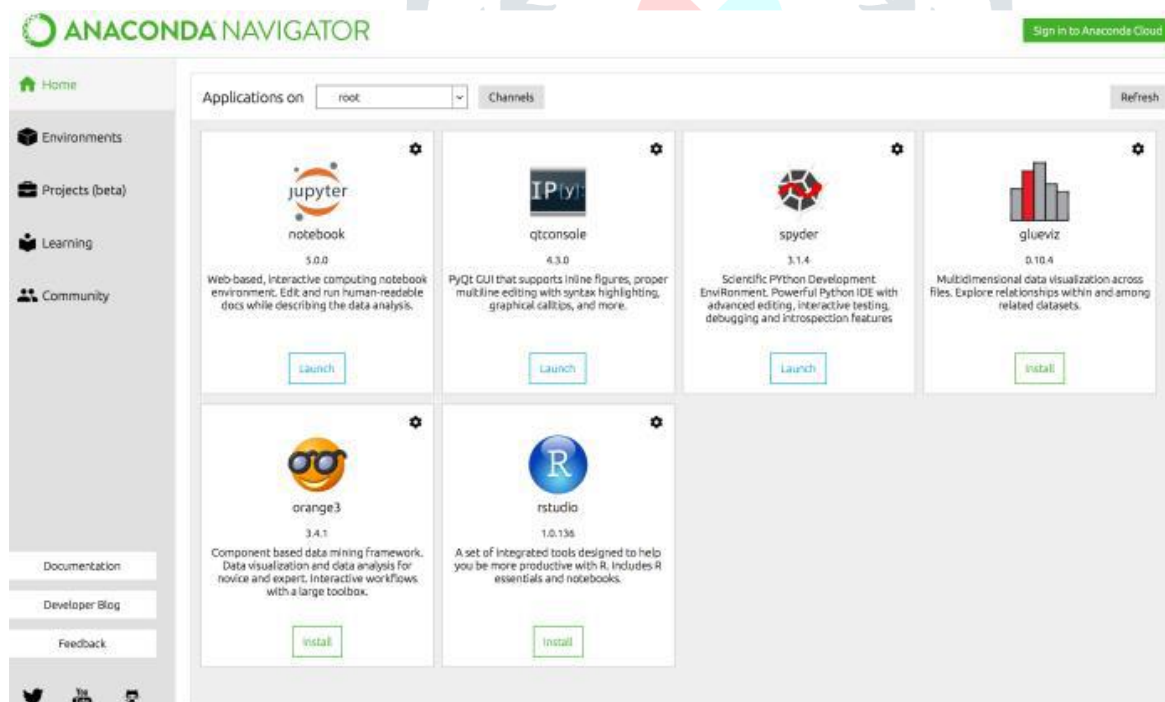 ANACONDA NAVIGATOR
Sign in to Anaconda Cloud
Home
Environments
Projects (beta)
Learning
Community
Documentation
Developer Blog
Feedback
You
Applications on root Channels Refresh
jupyter
notebook
5.0.0
Web-based, interactive computing notebook
environment. Edit and run human-readable
docs while describing the data analysis.
Launch
IP[y]:
qtconsole
4.3.0
PyQt GUI that supports inline figures, proper
multiline editing with syntax highlighting,
graphical calltips, and more.
Launch
spyder
3.1.4
Scientific PYthon Development
EnviRonment. Powerful Python IDE with
advanced editing, interactive testing,
debugging and introspection features
Launch
glueviz
0.10.4
Multidimensional data visualization across
files. Explore relationships within and among
related datasets.
Install
orange3
3.4.1
Component based data mining framework.
Data visualization and data analysis for
novice and expert. Interactive workflows
with a large toolbox.
Install
R
rstudio
1.0.136
A set of integrated tools designed to help
you be more productive with R. Includes R
essentials and notebooks.
Install